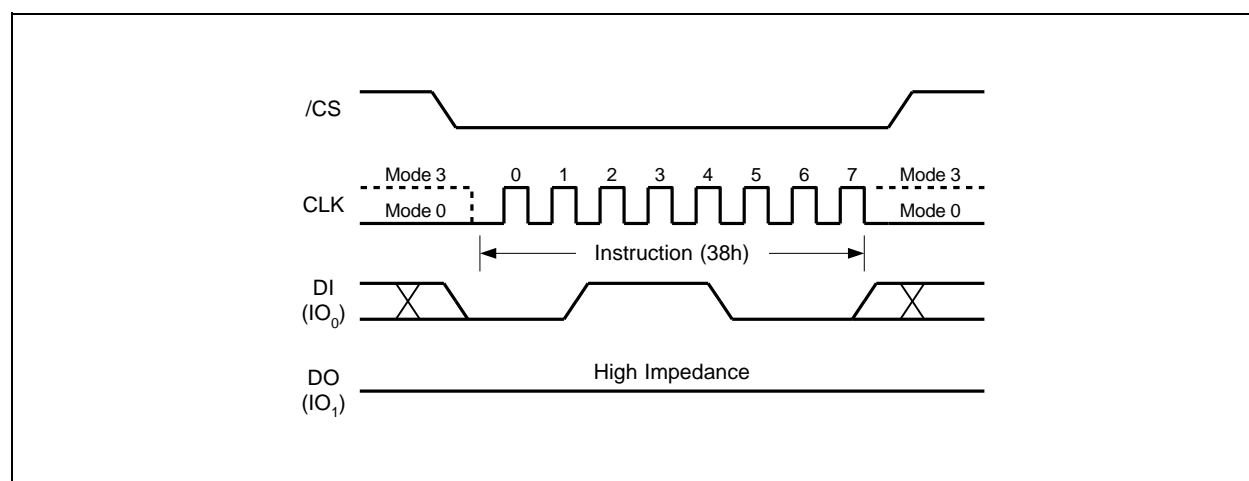 /CS
Mode 3 0 1 2 3 4 5 6 7 Mode 3
CLK
Mode 0 Mode 0
Instruction (38h)
DI
(IO0)
High Impedance
DO
(IO1)